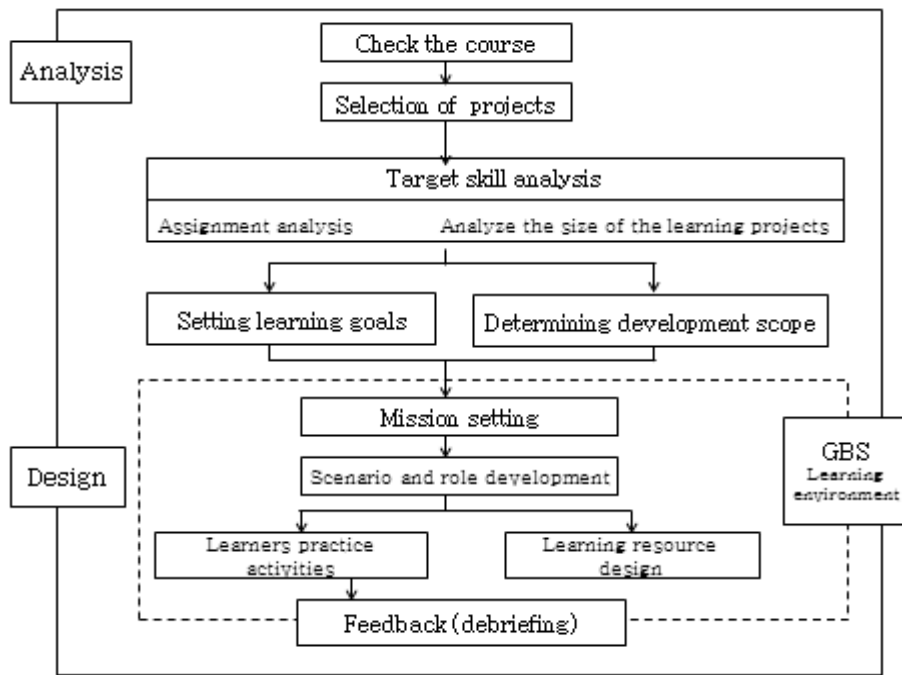 Check the course
Analysis
Selection of projects
Target skill analysis
Assignment analysis
Analyze the size of the learning projects
Setting learning goals
Determining development scope
Mission setting
Design
Scenario and role development
GBS
Learning
environment
Learners practice
activities
Learning resource
design
Feedback (debriefing)